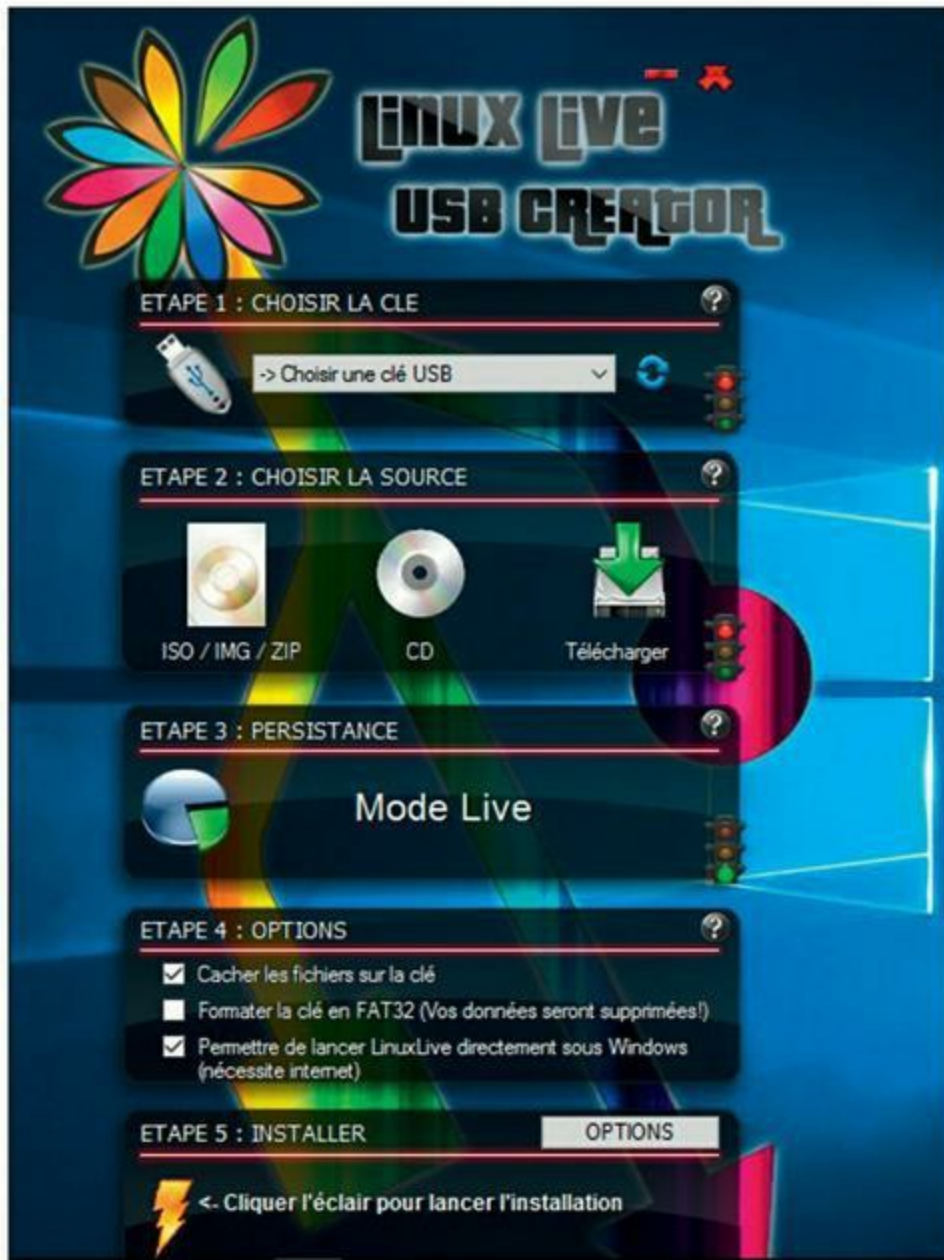 Linux Live
USB CREATOR
ETAPE 1 : CHOISIR LA CLE
?
-> Choisir une clé USB
ETAPE 2 : CHOISIR LA SOURCE
?
ISO / IMG / ZIP
CD
Télécharger
ETAPE 3 : PERSISTANCE
?
Mode Live
ETAPE 4 : OPTIONS
?
Cacher les fichiers sur la clé
Formater la clé en FAT32 (Vos données seront supprimées!)
Permettre de lancer LinuxLive directement sous Windows
(nécessite internet)
ETAPE 5 : INSTALLER
OPTIONS
<- Cliquer l'éclair pour lancer l'installation